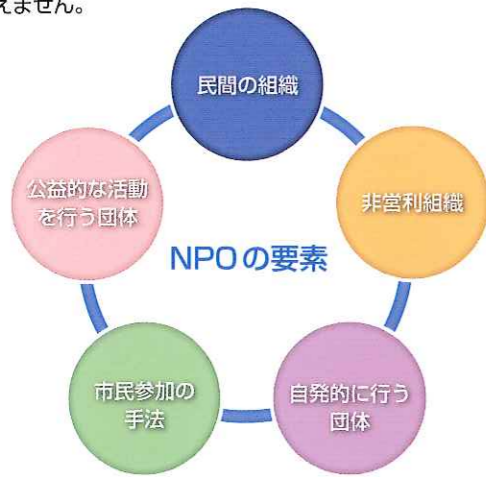 えません。
民間の組織
公益的な活動
を行う団体
非営利組織
NPOの要素
市民参加の
手法
自発的に行う
団体